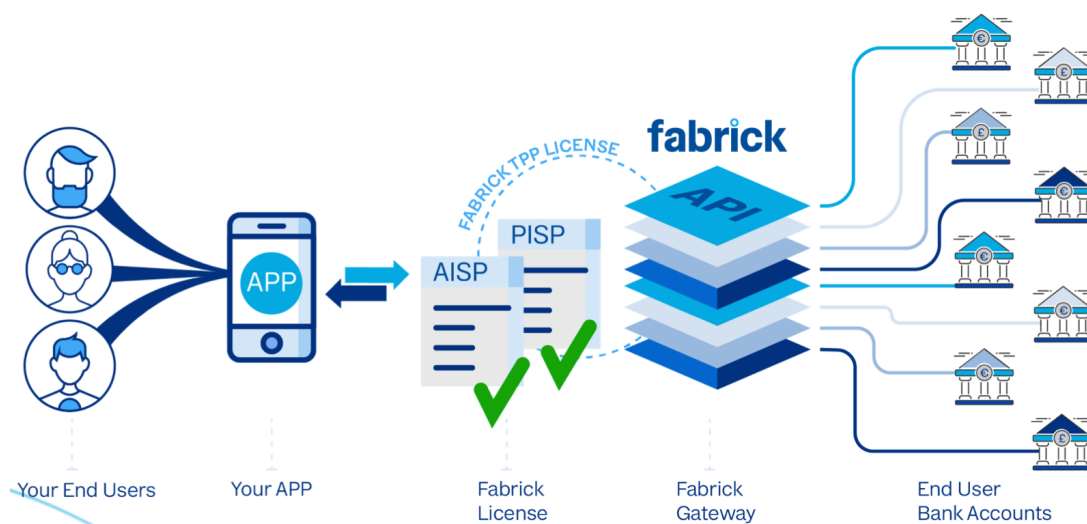 fabrick
FABRICK TPP LICENSE
API
PISP
AISP
APP
Your End Users
Your APP
Fabrick
License
Fabrick
Gateway
End User
Bank Accounts
€
£
£
€
€
£
€
£